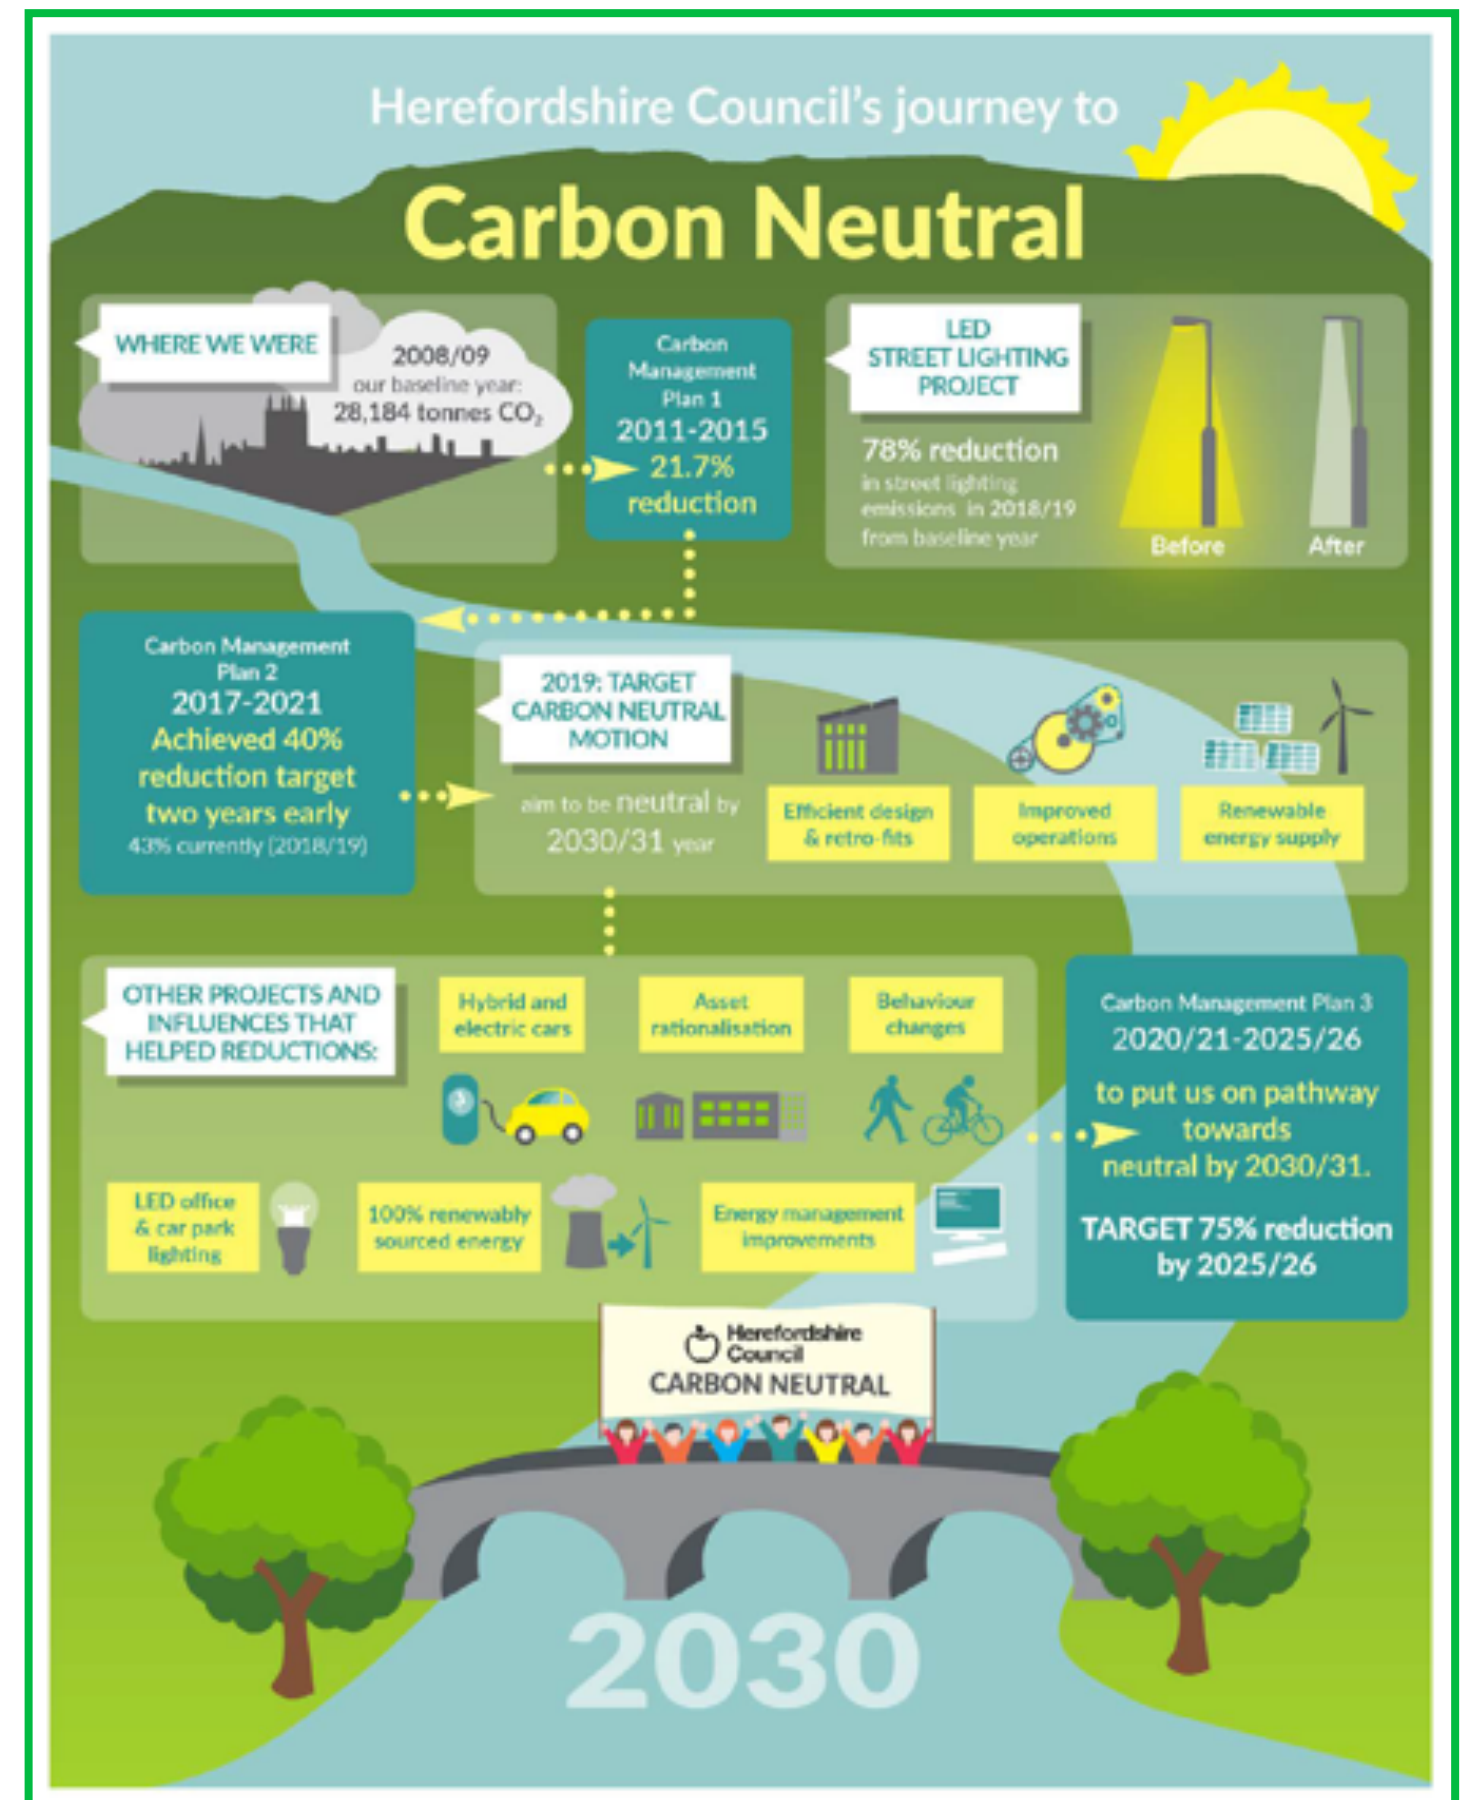 Herefordshire Council's journey to
Carbon Neutral
WHERE WE WERE
2008/09
our baseline year:
28,184 tonnes CO₂
Carbon
Management
Plan 1
2011-2015
21.7%
reduction
LED
STREET LIGHTING
PROJECT
78% reduction
in street lighting
emissions in 2018/19
from baseline year
Before
After
Carbon Management
Plan 2
2017-2021
Achieved 40%
reduction target
two years early
43% currently (2018/19)
2019: TARGET
CARBON NEUTRAL
MOTION
aim to be neutral by
2030/31 year
Efficient design
& retro-fits
Improved
operations
Renewable
energy supply
OTHER PROJECTS AND
INFLUENCES THAT
HELPED REDUCTIONS:
Hybrid and
electric cars
Asset
rationalisation
Behaviour
changes
LED office
& car park
lighting
100% renewably
sourced energy
Energy management
improvements
Carbon Management Plan 3
2020/21-2025/26
to put us on pathway
towards
neutral by 2030/31.
TARGET 75% reduction
by 2025/26
Herefordshire
Council
CARBON NEUTRAL
2030